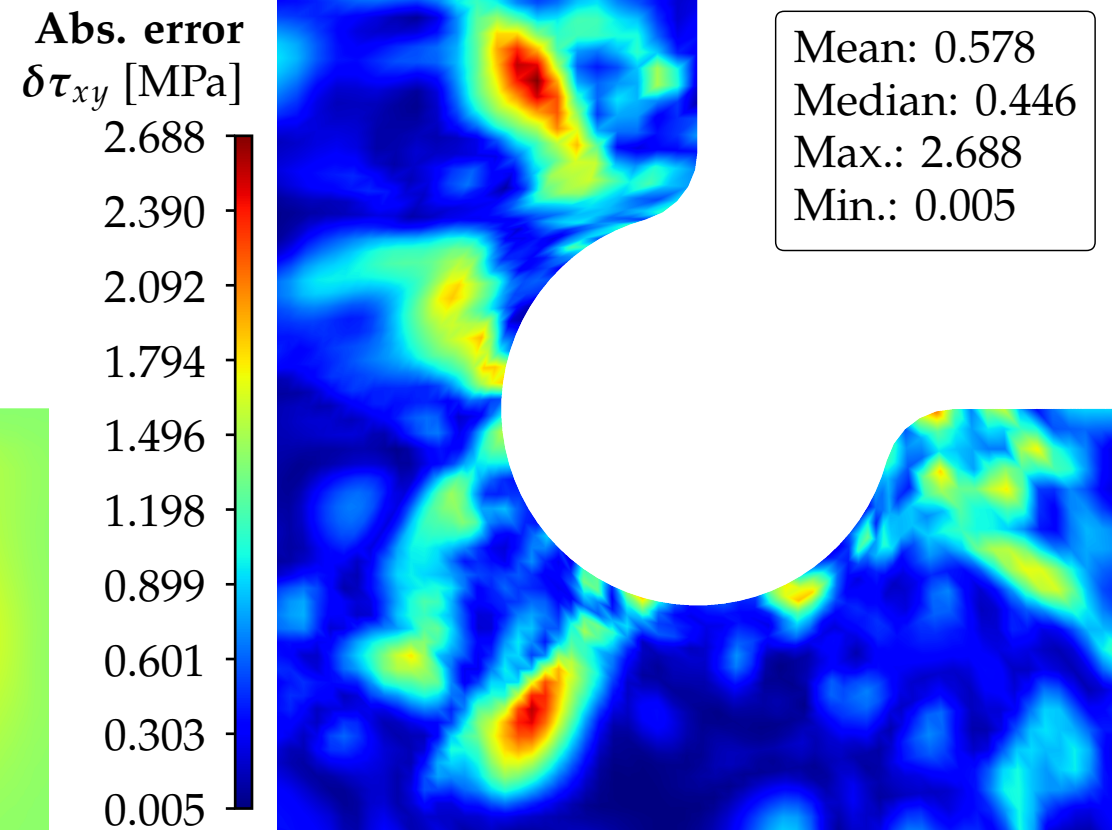 Abs. error
δτxy [MPa]
2.688
2.390
2.092
1.794
1.496
1.198
0.899
0.601
0.303
0.005
Mean: 0.578
Median: 0.446
Max.: 2.688
Min.: 0.005